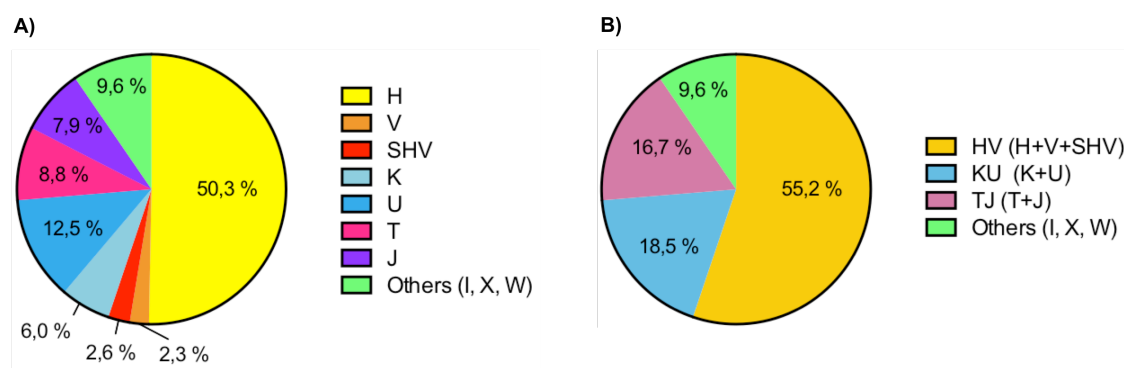 A)
9,6 %
7,9 %
8,8 %
12,5 %
6,0 %
2,6 %
2,3 %
50,3 %
H
V
SHV
K
U
T
J
Others (I, X, W)
B)
9,6 %
16,7 %
18,5 %
55,2 %
HV (H+V+SHV)
KU (K+U)
TJ (T+J)
Others (I, X, W)